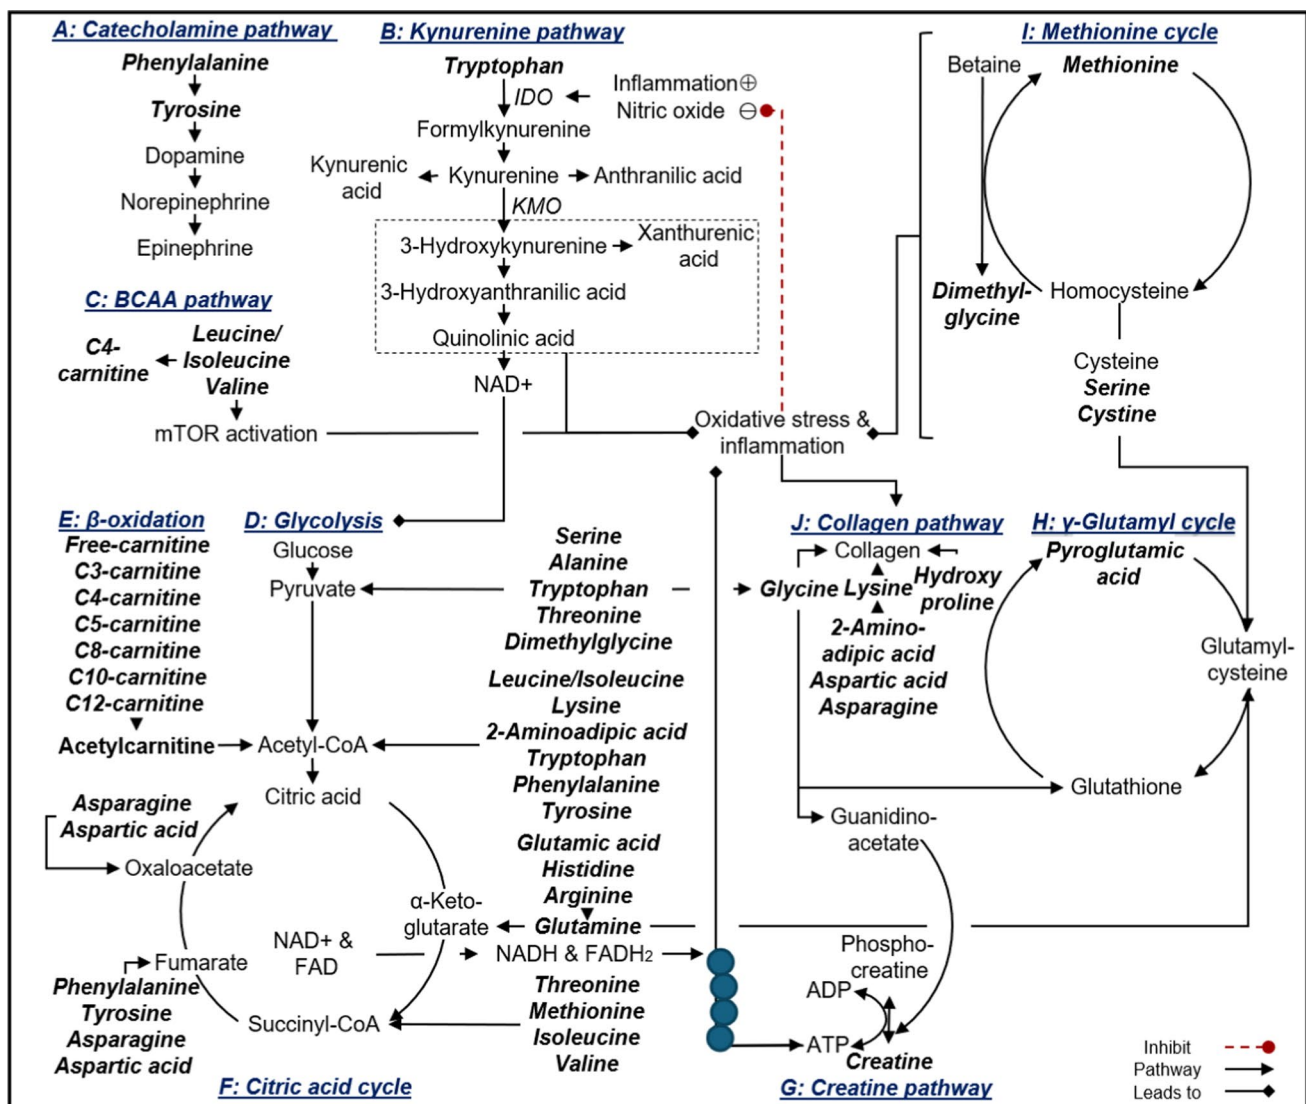 A: Catecholamine pathway
Phenylalanine
Tyrosine
Dopamine
Norepinephrine
Epinephrine
B: Kynurenine pathway
Tryptophan
IDO
Inflammation⊕
Nitric oxide ⊖
Formylkynurenine
Kynurenic
acid
Kynurenine
Anthranilic acid
KMO
3-Hydroxykynurenine
Xanthurenic
acid
3-Hydroxyanthranilic acid
Quinolinic acid
NAD+
C: BCAA pathway
Leucine/
Isoleucine
Valine
C4-
carnitine
mTOR activation
Oxidative stress &
inflammation
I: Methionine cycle
Betaine
Methionine
Dimethyl-
glycine
Homocysteine
Cysteine
Serine
Cystine
E: β-oxidation
Free-carnitine
C3-carnitine
C4-carnitine
C5-carnitine
C8-carnitine
C10-carnitine
C12-carnitine
Acetylcarnitine
D: Glycolysis
Glucose
Pyruvate
Acetyl-CoA
Citric acid
Serine
Alanine
Tryptophan
Threonine
Dimethylglycine
Leucine/Isoleucine
Lysine
2-Aminoadipic acid
Tryptophan
Phenylalanine
Tyrosine
Glutamic acid
Histidine
Arginine
Glutamine
J: Collagen pathway
Collagen
Glycine
Lysine
Hydroxy
proline
2-Amino-
adipic acid
Aspartic acid
Asparagine
H: γ-Glutamyl cycle
Pyroglutamic
acid
Glutamyl-
cysteine
Glutathione
Asparagine
Aspartic acid
Oxaloacetate
α-Keto-
glutarate
NAD+ &
FAD
NADH & FADH2
Fumarate
Phenylalanine
Tyrosine
Asparagine
Aspartic acid
Succinyl-CoA
Threonine
Methionine
Isoleucine
Valine
F: Citric acid cycle
Guanidino-
acetate
Phospho-
creatine
ADP
ATP
Creatine
G: Creatine pathway
Inhibit
Pathway
Leads to